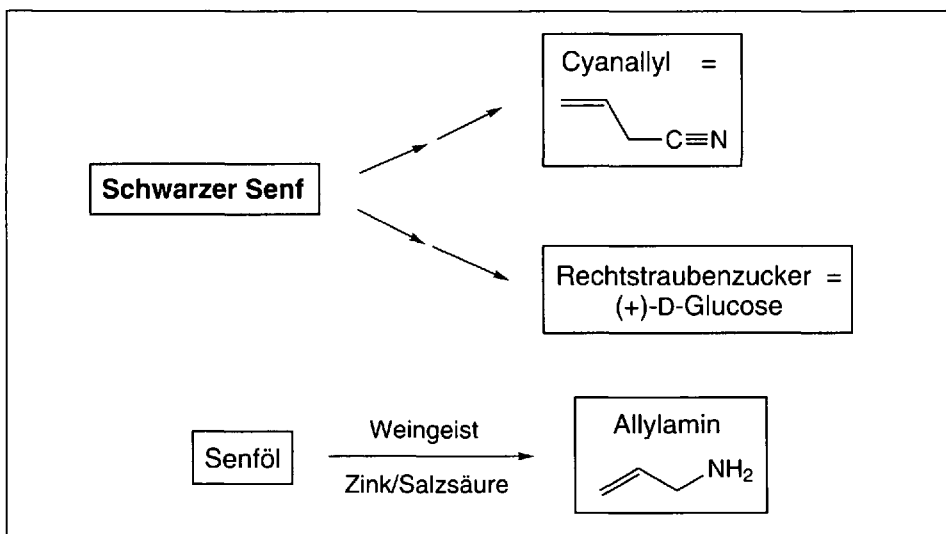 Cyanallyl =
C≡N
Schwarzer Senf
Rechtstraubenzucker =
(+)-D-Glucose
Allylamin
Weingeist
NH₂
Senföl
Zink/Salzsäure